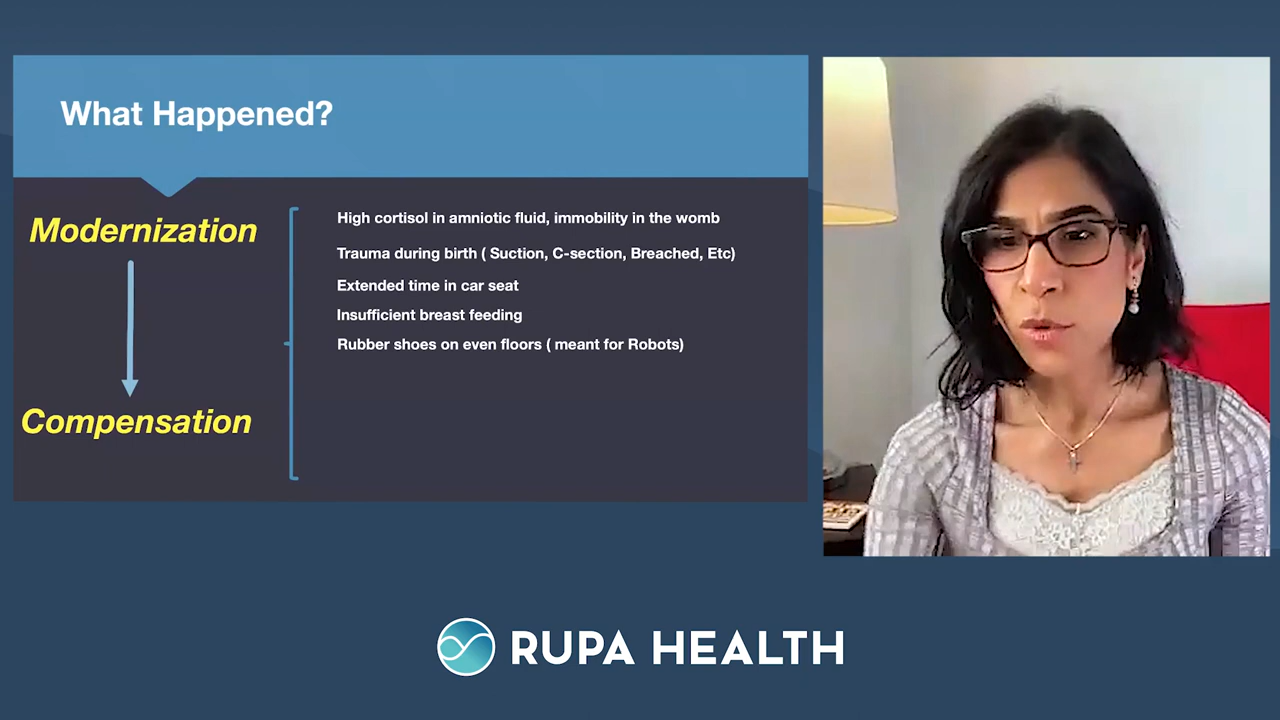 What Happened?
Modernization
Compensation
High cortisol in amniotic fluid, immobility in the womb
Trauma during birth ( Suction, C-section, Breached, Etc)
Extended time in car seat
Insufficient breast feeding
Rubber shoes on even floors ( meant for Robots)
RUPA HEALTH